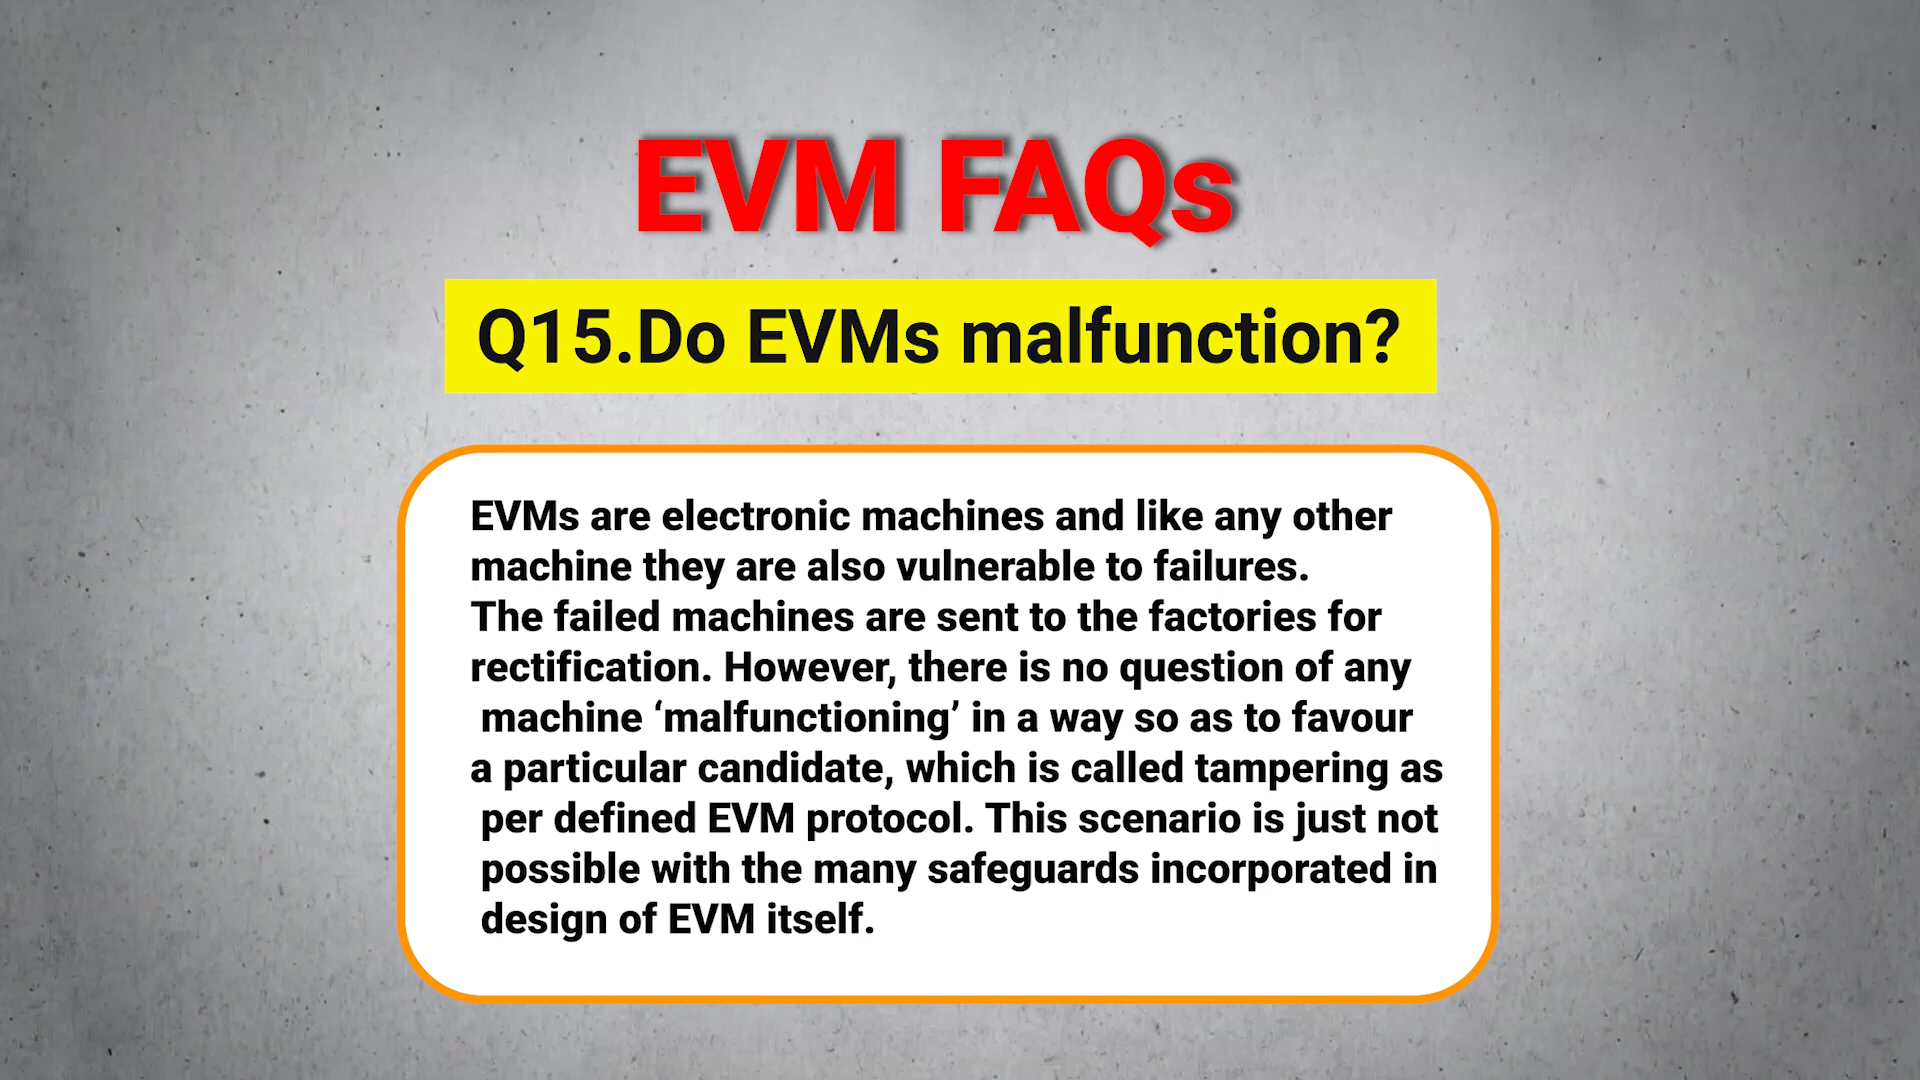 EVM FAQs
Q15.Do EVMs malfunction?
EVMs are electronic machines and like any other
machine they are also vulnerable to failures.
The failed machines are sent to the factories for
rectification. However, there is no question of any
machine ‘malfunctioning’ in a way so as to favour
a particular candidate, which is called tampering as
per defined EVM protocol. This scenario is just not
possible with the many safeguards incorporated in
design of EVM itself.